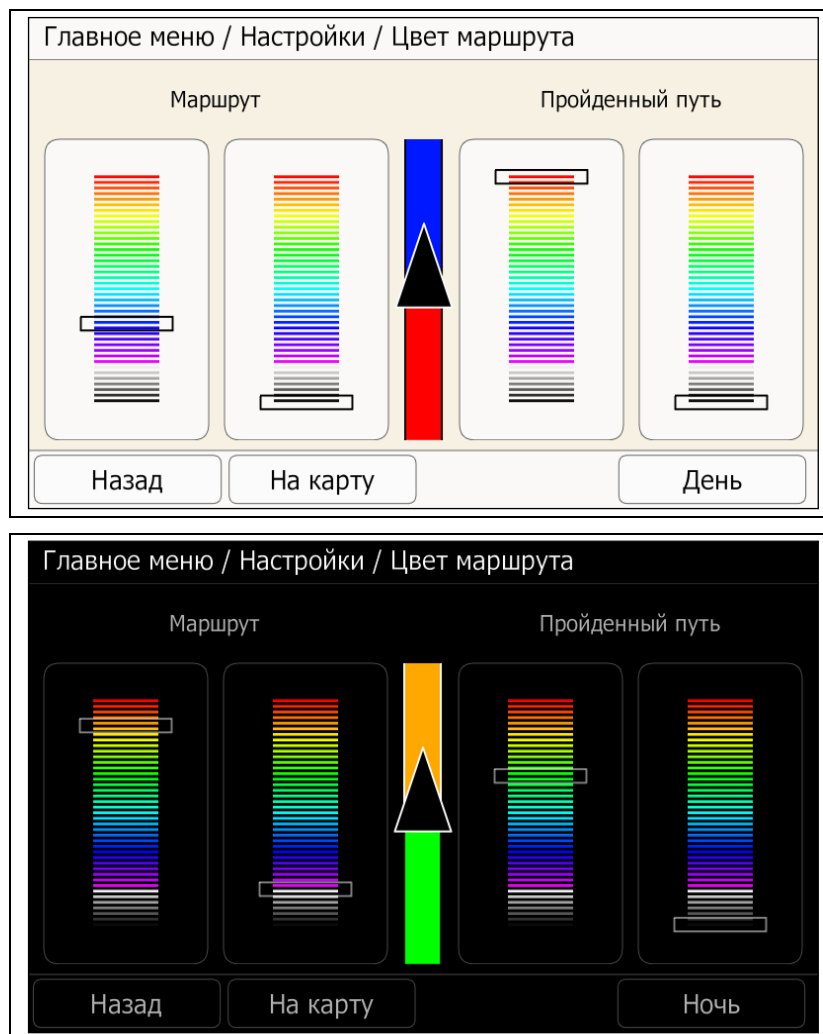 Главное меню / Настройки / Цвет маршрута
Маршрут Пройденный путь
Назад На карту День
Главное меню / Настройки / Цвет маршрута
Маршрут Пройденный путь
Назад На карту Ночь